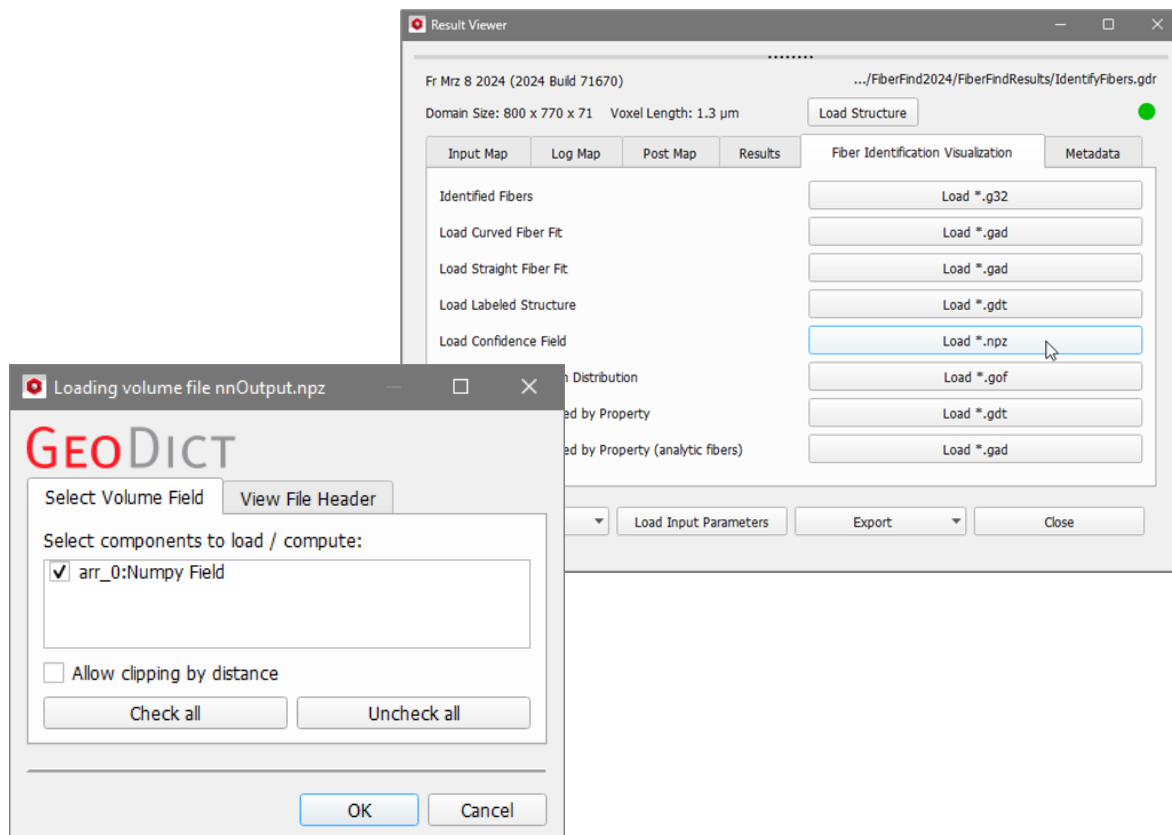 Result Viewer
Fr Mrz 8 2024 (2024 Build 71670) .../FiberFind2024/FiberFindResults/IdentifyFibers.gdr
Domain Size: 800 x 770 x 71 Voxel Length: 1.3 µm Load Structure
Input Map Log Map Post Map Results Fiber Identification Visualization Metadata
Identified Fibers Load *.g32
Load Curved Fiber Fit Load *.gad
Load Straight Fiber Fit Load *.gad
Load Labeled Structure Load *.gdt
Load Confidence Field Load *.npz
Distribution Load *.gof
by Property Load *.gdt
by Property (analytic fibers) Load *.gad
Load Input Parameters Export Close
Loading volume file nnOutput.npz
GEODICT
Select Volume Field View File Header
Select components to load / compute:
arr_0:Numpy Field
Allow clipping by distance
Check all Uncheck all
OK Cancel